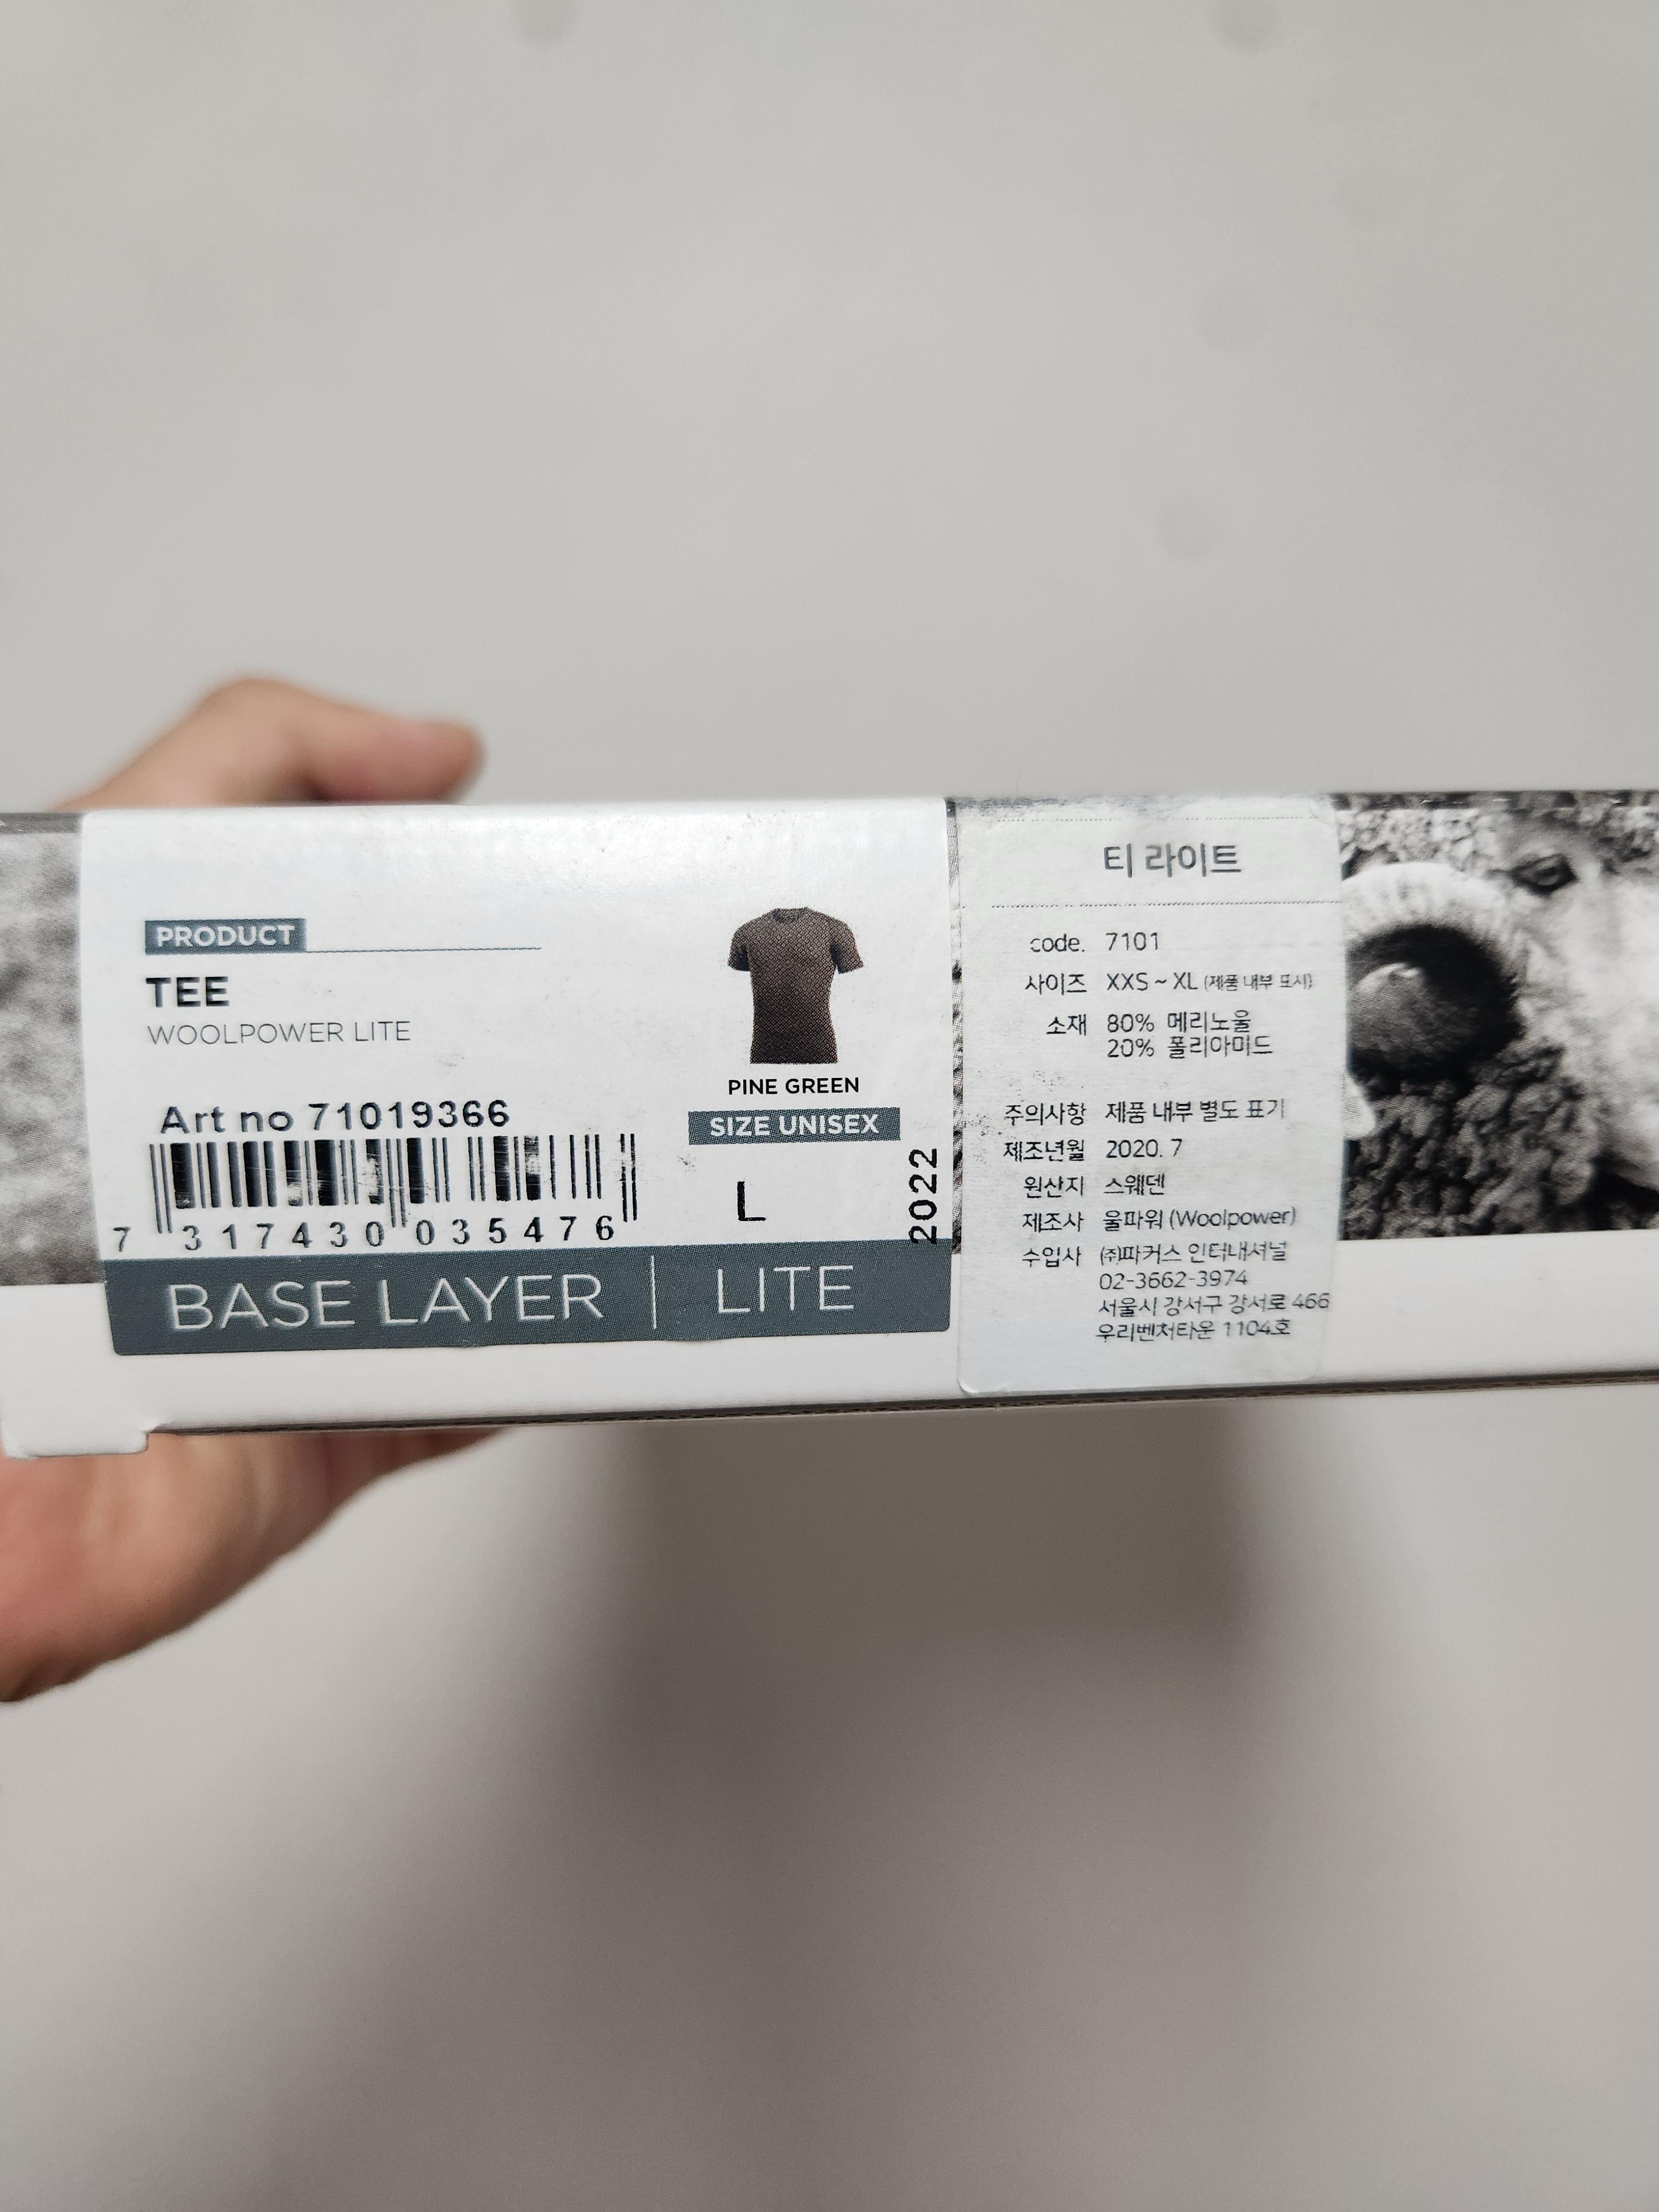 PRODUCT
TEE
WOOLPOWER LITE
Art no 71019366
7 317430 035476
PINE GREEN
SIZE UNISEX
L
2022
BASE LAYER | LITE
티 라이트
code. 7101
사이즈 XXS ~ XL (제품 내부 표시)
소재 80% 메리노울
20% 폴리아미드
주의사항 제품 내부 별도 표기
제조년월 2020. 7
원산지 스웨덴
제조사 울파워 (Woolpower)
수입사 ㈜파커스 인터내셔널
02-3662-3974
서울시 강서구 강서로 466
우리벤처타운 1104호